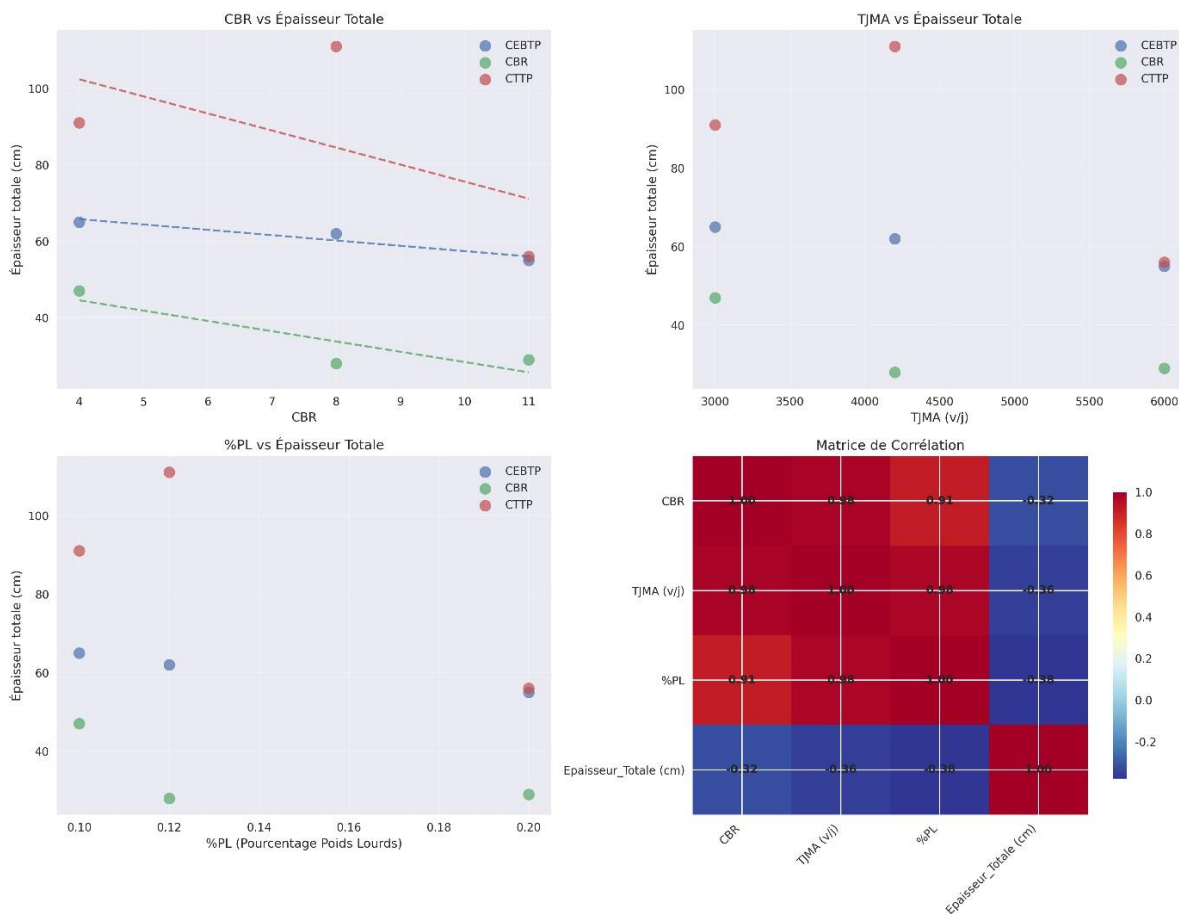 CBR vs Épaisseur Totale
CEBTP
CBR
CTTP
Épaisseur totale (cm)
100
80
60
40
4 5 6 7 8 9 10 11
CBR
TJMA vs Épaisseur Totale
CEBTP
CBR
CTTP
Épaisseur totale (cm)
100
80
60
40
3000 3500 4000 4500 5000 5500 6000
TJMA (v/j)
%PL vs Épaisseur Totale
CEBTP
CBR
CTTP
Épaisseur totale (cm)
100
80
60
40
0.10 0.12 0.14 0.16 0.18 0.20
%PL (Pourcentage Poids Lourds)
Matrice de Corrélation
CBR 1.00 0.98 0.91 -0.32
TJMA (v/j) 0.98 1.00 0.98 -0.36
%PL 0.91 0.98 1.00 -0.38
Epaisseur_Totale (cm) -0.32 -0.36 -0.38 1.00
CBR TJMA (v/j) %PL Epaisseur_Totale (cm)
1.0
0.8
0.6
0.4
0.2
0.0
-0.2